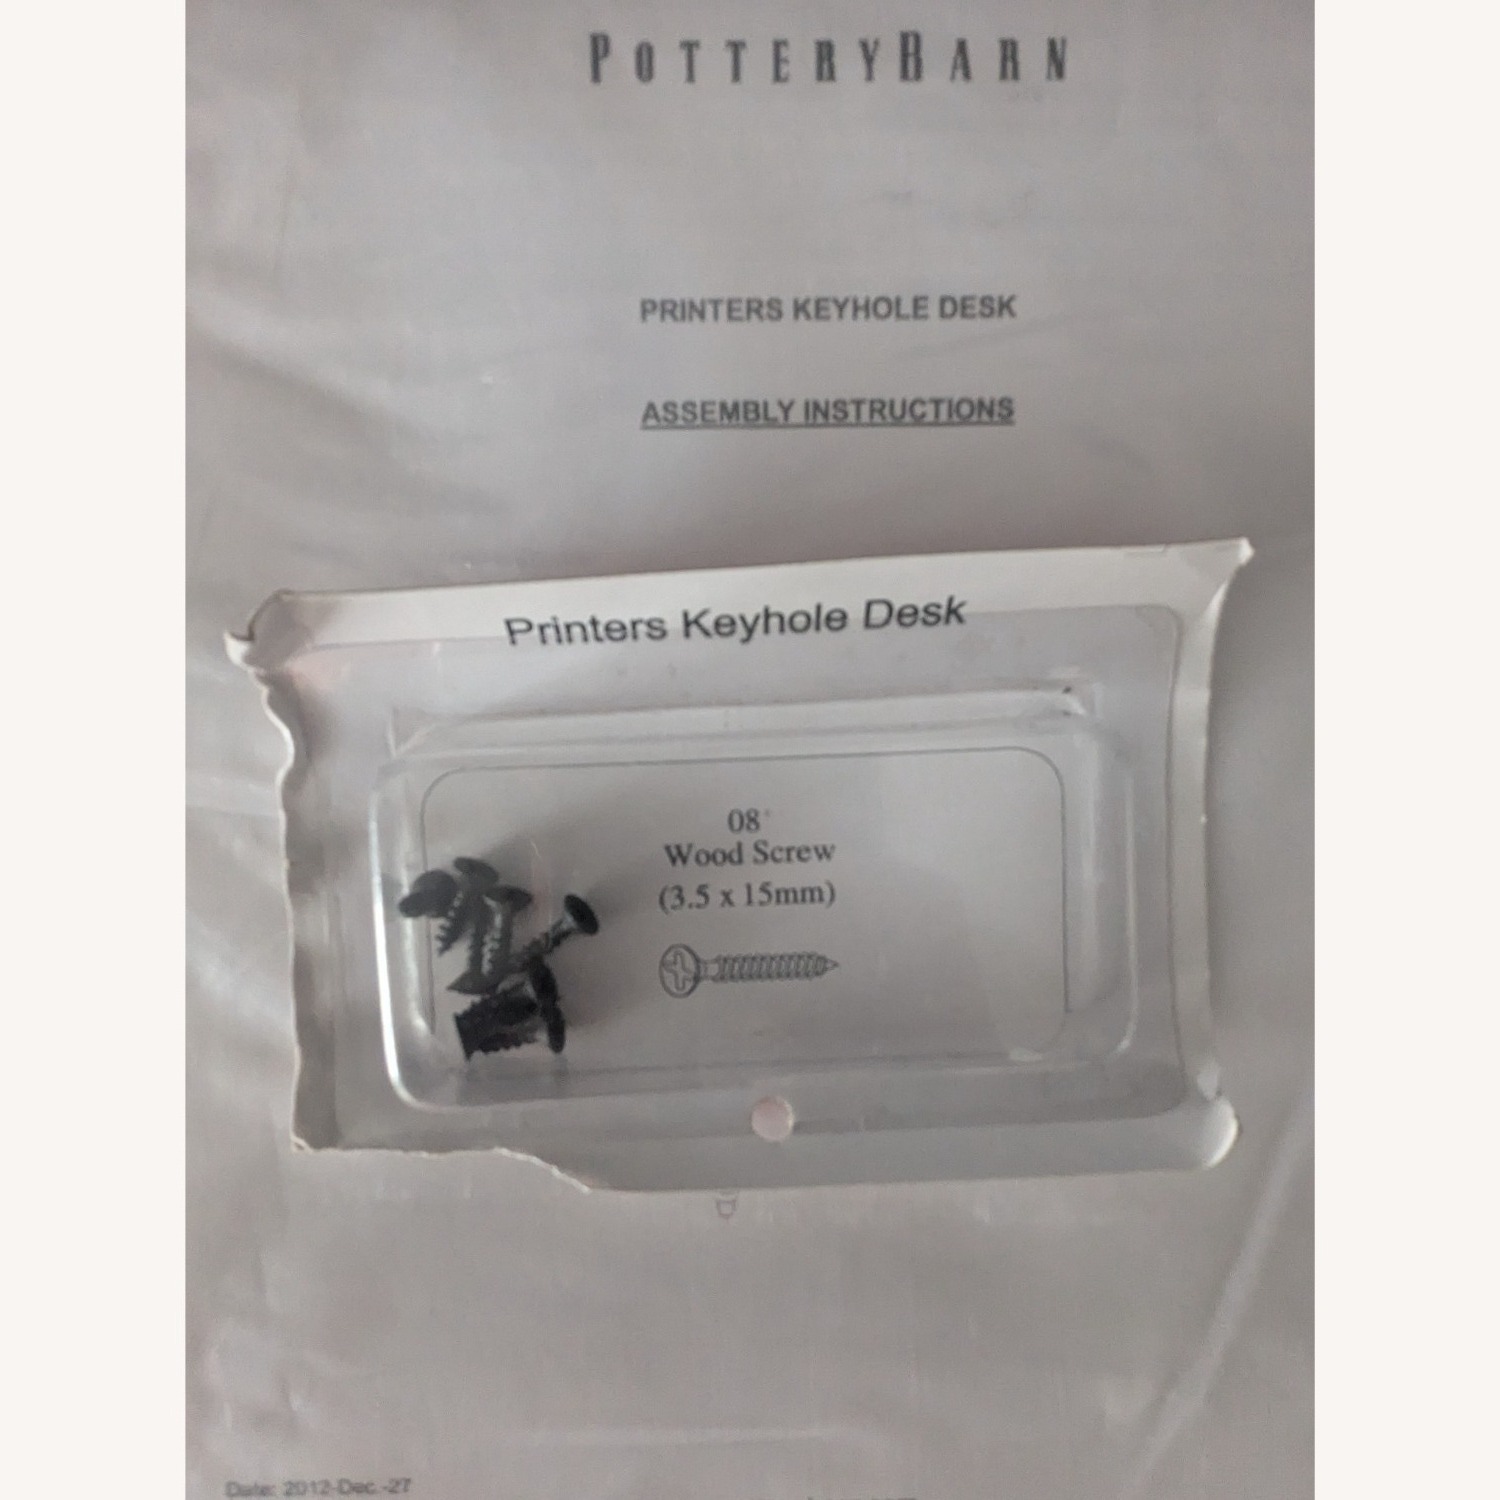 POTTERYBARN
PRINTERS KEYHOLE DESK
ASSEMBLY INSTRUCTIONS
Printers Keyhole Desk
08
Wood Screw
(3.5 x 15mm)
Date: 2012-Dec.-27